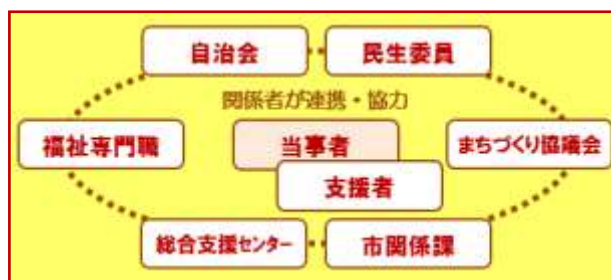 自治会
民生委員
関係者が連携・協力
福祉専門職
当事者
まちづくり協議会
支援者
総合支援センター
市関係課